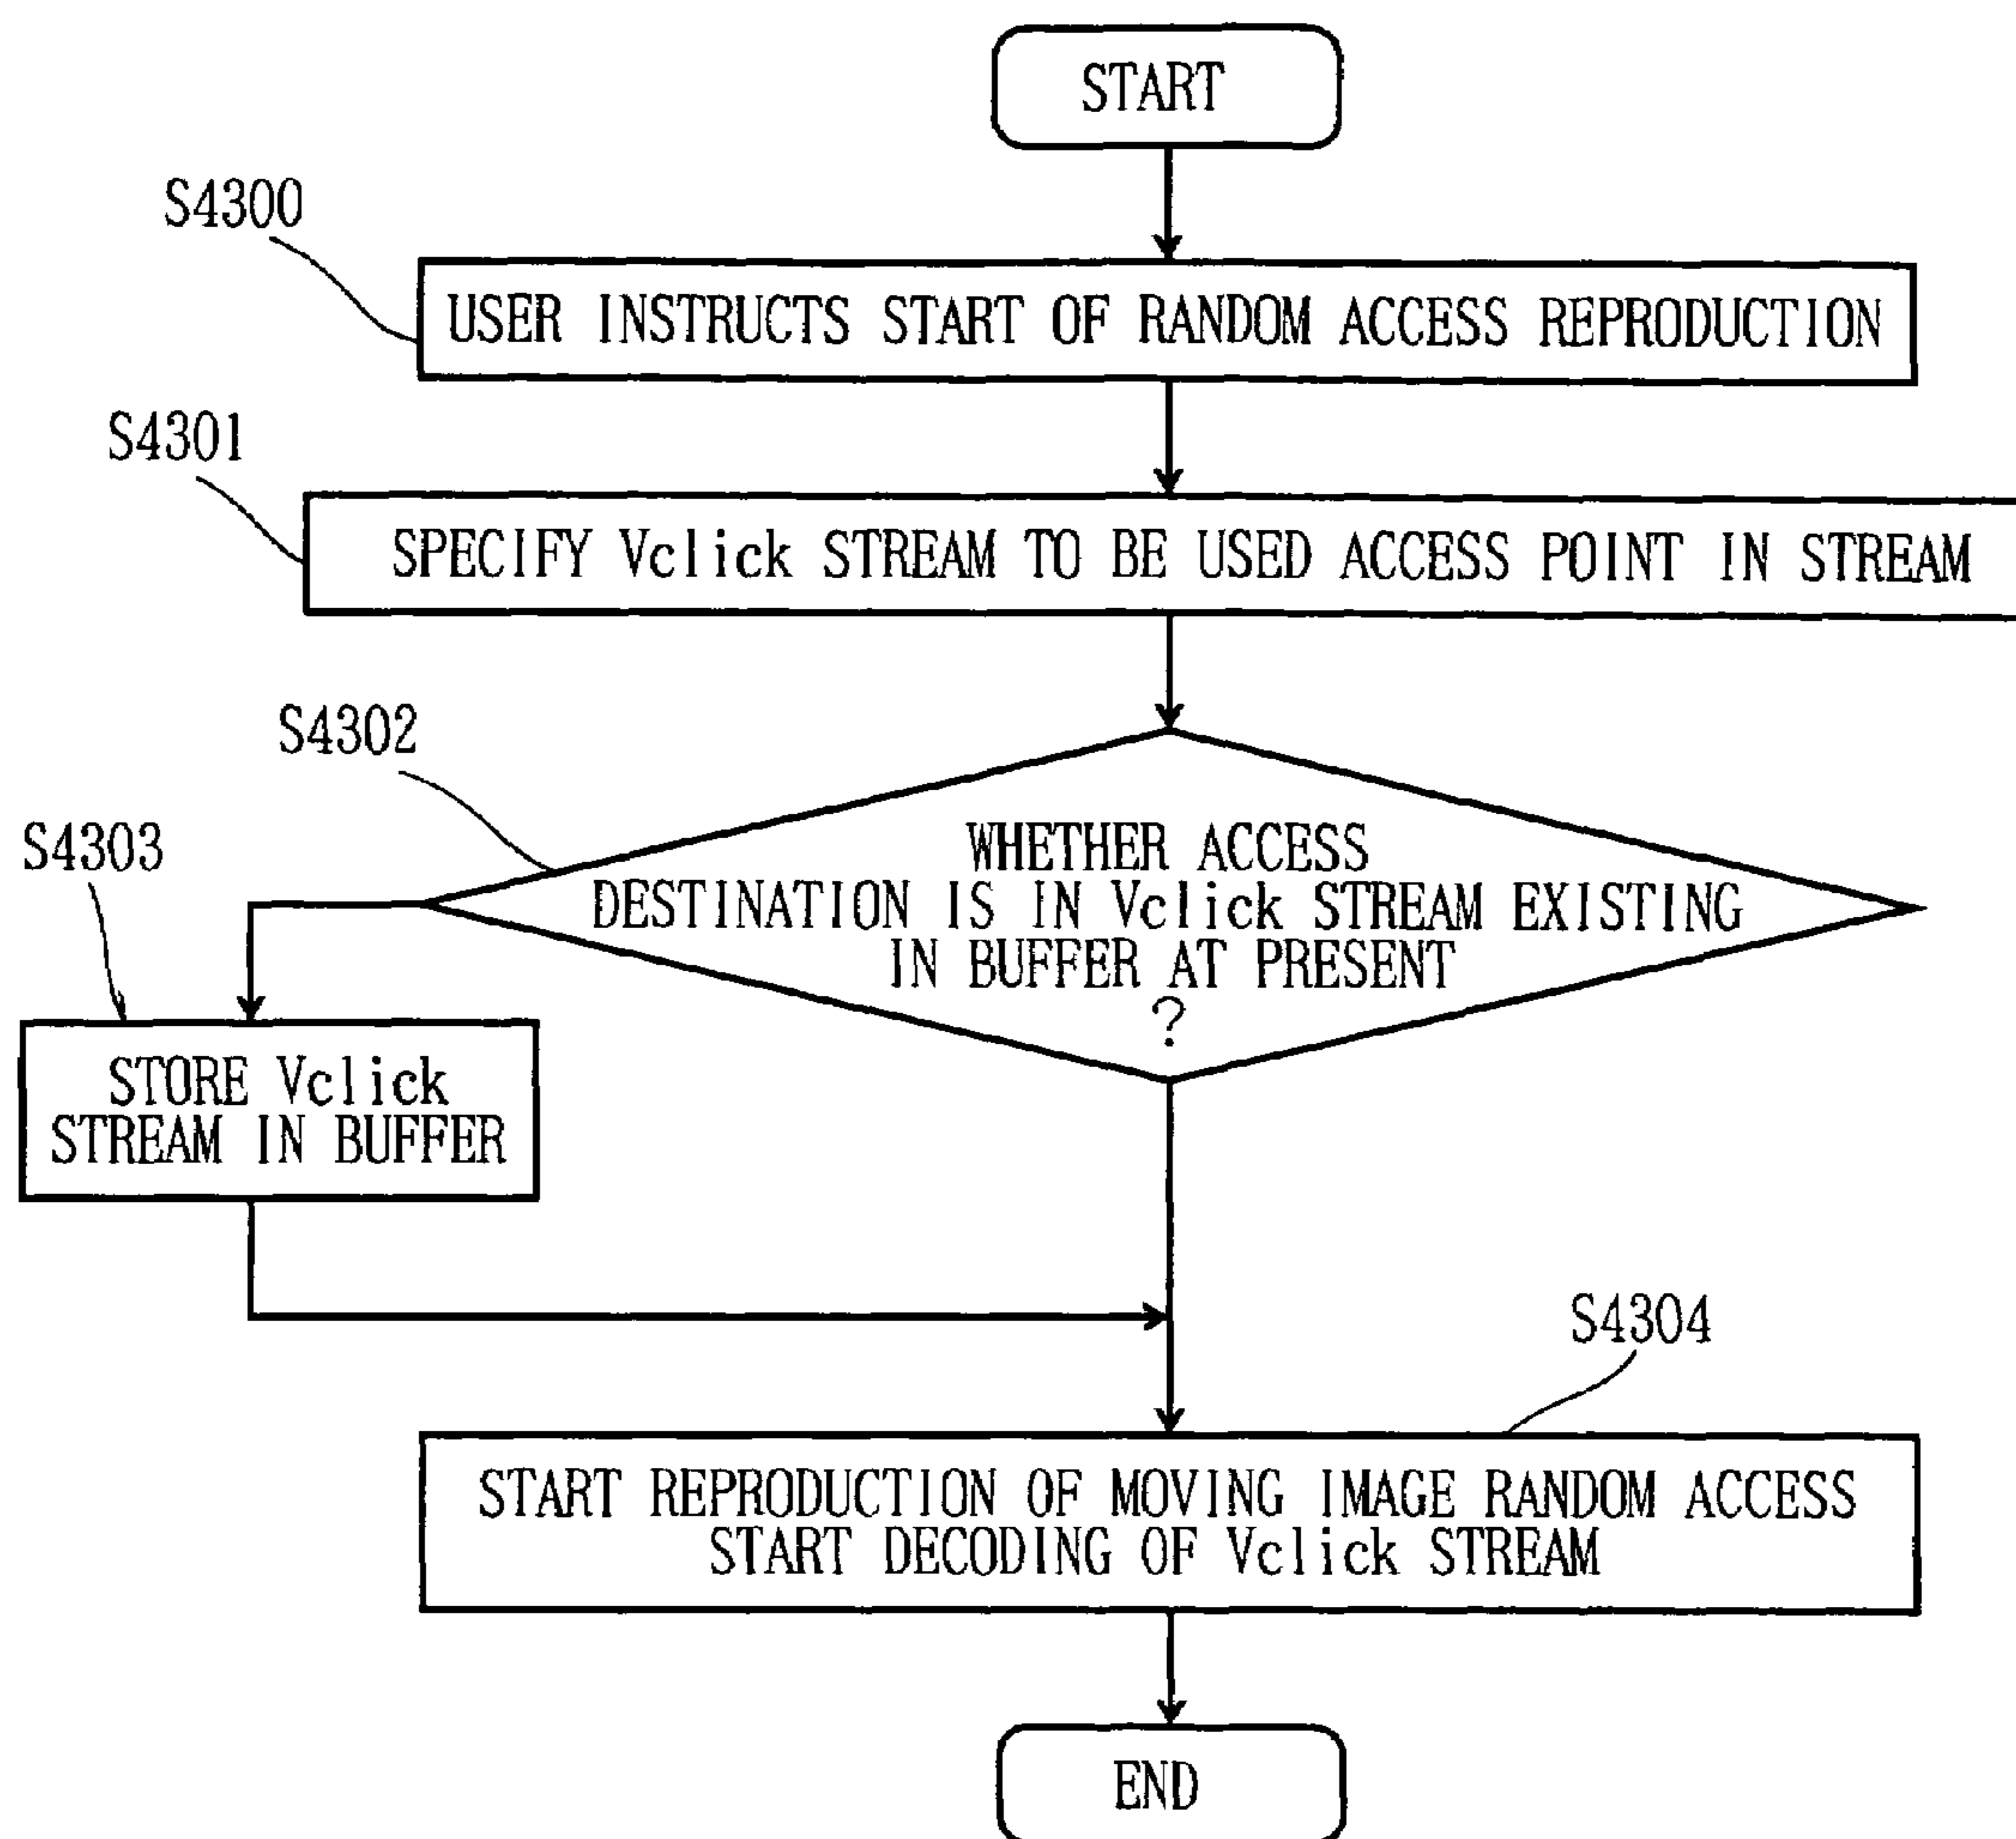 START
S4300
USER INSTRUCTS START OF RANDOM ACCESS REPRODUCTION
S4301
SPECIFY Vclick STREAM TO BE USED ACCESS POINT IN STREAM
S4302
WHETHER ACCESS
DESTINATION IS IN Vclick STREAM EXISTING
IN BUFFER AT PRESENT
?
S4303
STORE Vclick
STREAM IN BUFFER
S4304
START REPRODUCTION OF MOVING IMAGE RANDOM ACCESS
START DECODING OF Vclick STREAM
END